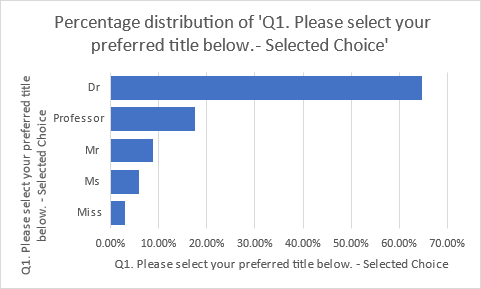 Percentage distribution of 'Q1. Please select your
preferred title below.- Selected Choice'
Q1. Please select your preferred title
below. - Selected Choice
Dr
Professor
Mr
Ms
Miss
0.00% 10.00% 20.00% 30.00% 40.00% 50.00% 60.00% 70.00%
Q1. Please select your preferred title below. - Selected Choice